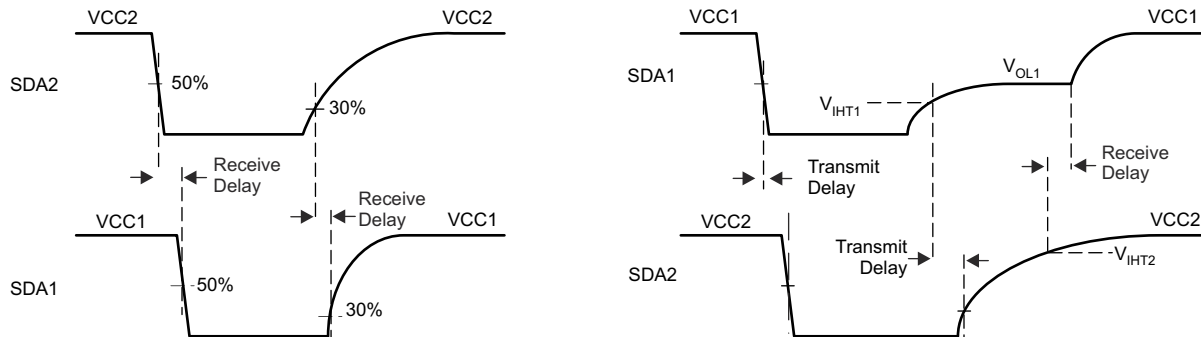 VCC2
VCC2
SDA2
50%
30%
Receive
Delay
Receive
Delay
VCC1
VCC1
SDA1
50%
30%
VCC1
VCC1
SDA1
VOL1
VIHT1
Transmit
Delay
Receive
Delay
VCC2
VCC2
Transmit
Delay
VIHT2
SDA2